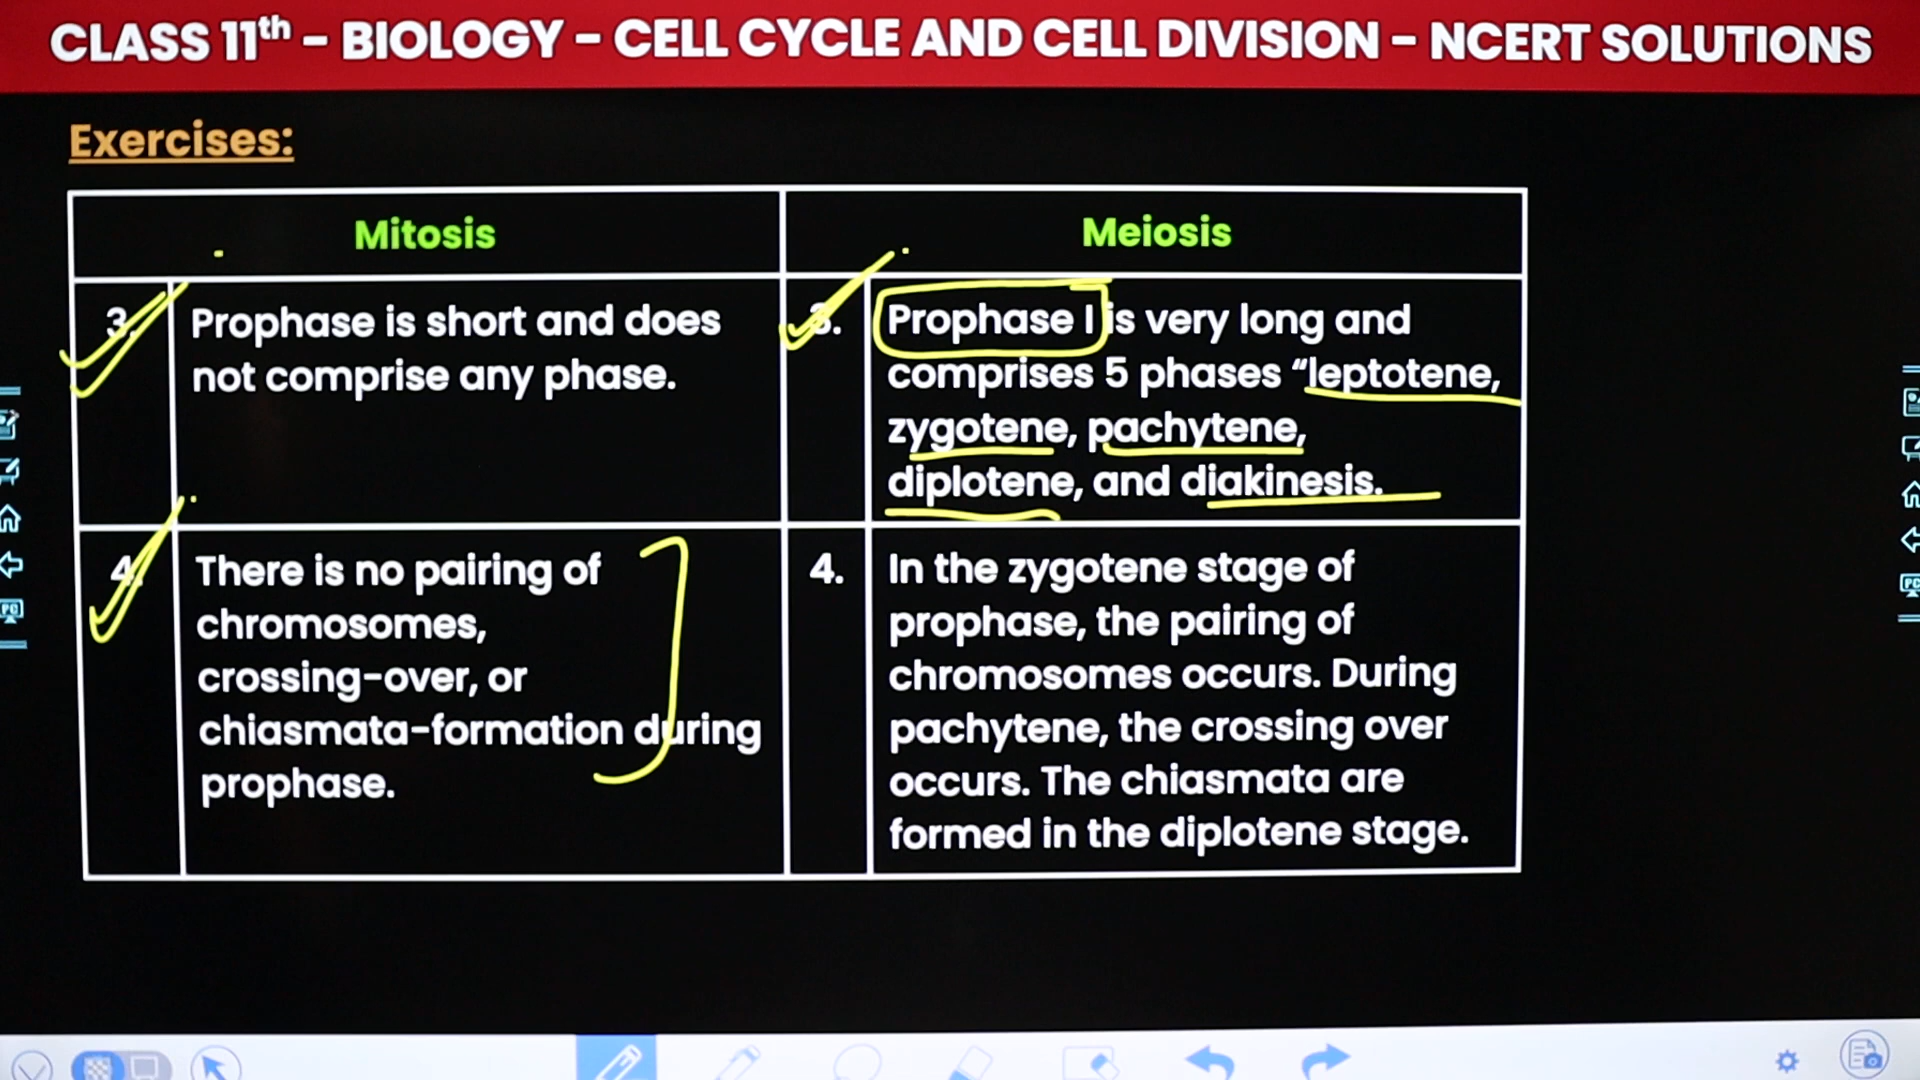 CLASS 11th - BIOLOGY - CELL CYCLE AND CELL DIVISION - NCERT SOLUTIONS
Exercises:
Mitosis
Meiosis
3.
Prophase is short and does
not comprise any phase.
3.
Prophase I is very long and
comprises 5 phases “leptotene,
zygotene, pachytene,
diplotene, and diakinesis.
4.
There is no pairing of
chromosomes,
crossing-over, or
chiasmata-formation during
prophase.
4.
In the zygotene stage of
prophase, the pairing of
chromosomes occurs. During
pachytene, the crossing over
occurs. The chiasmata are
formed in the diplotene stage.
PC
PC